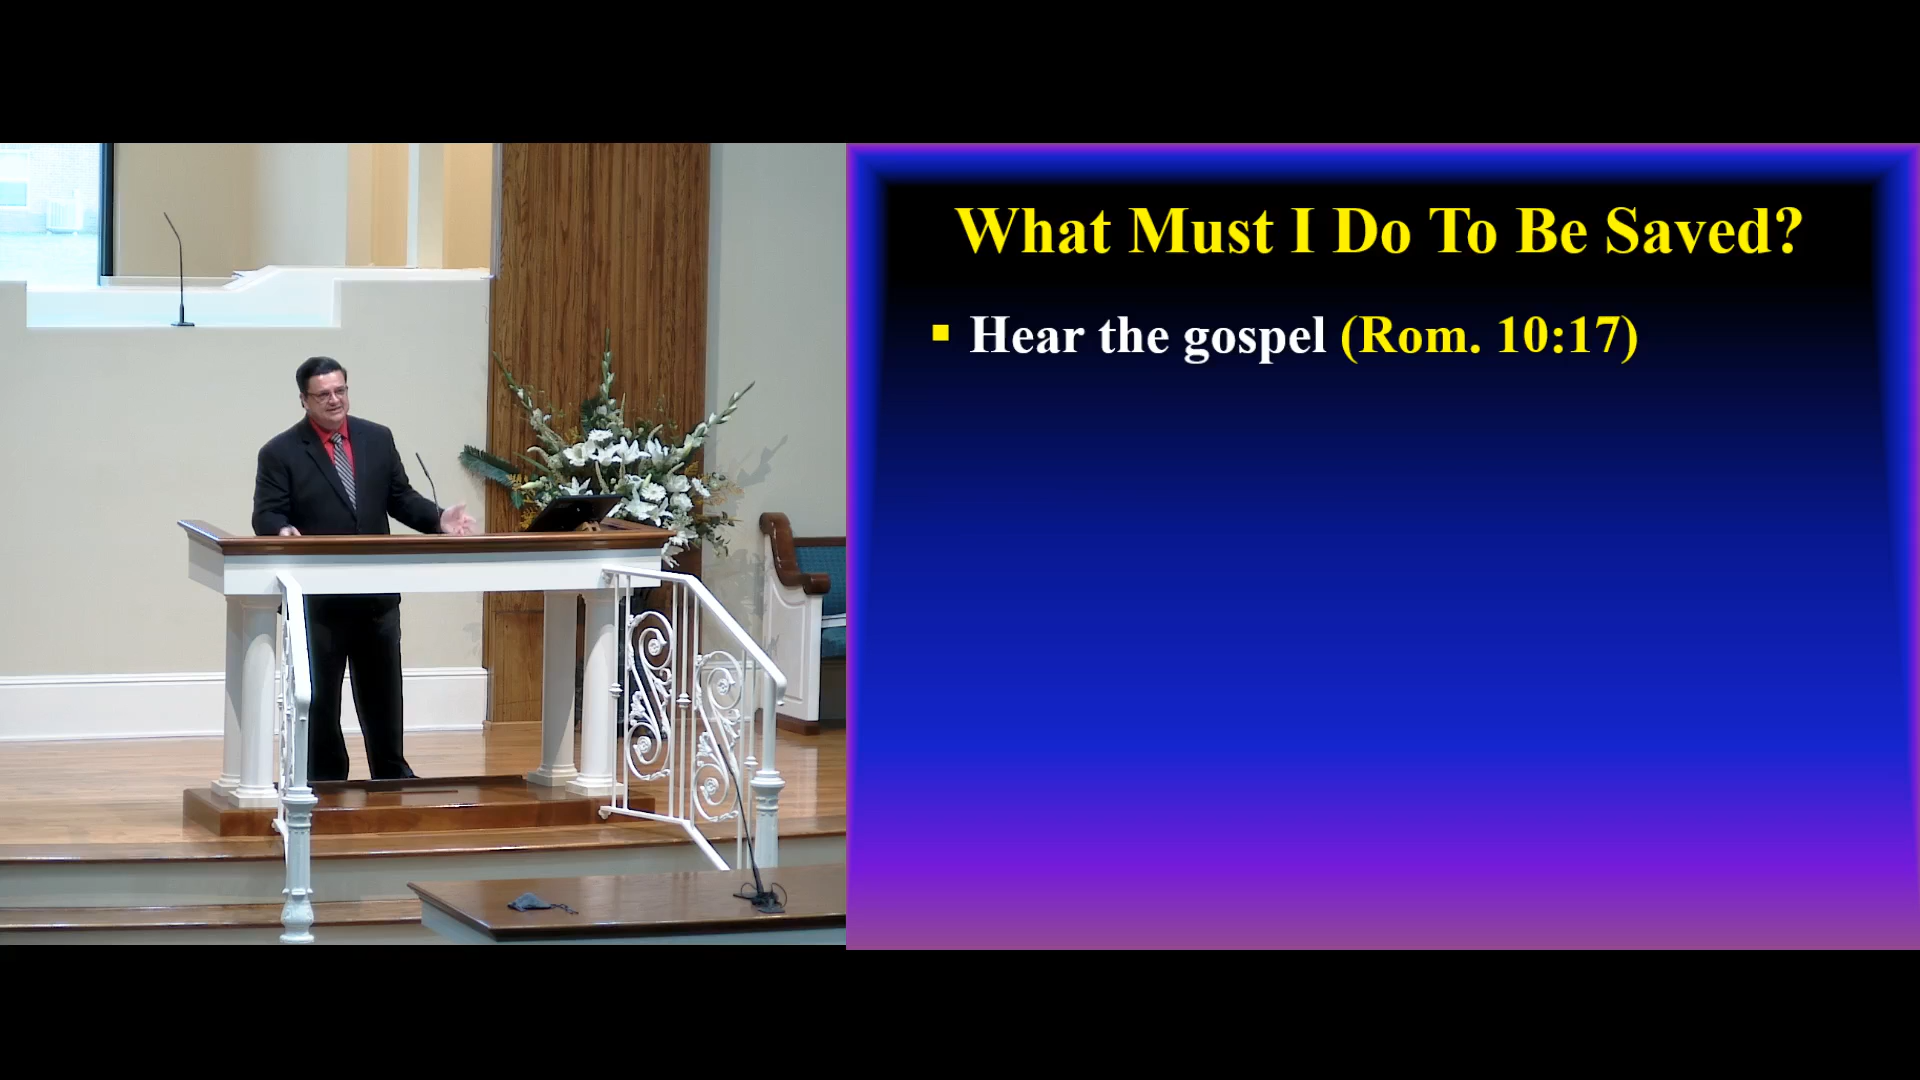 What Must I Do To Be Saved?
▪ Hear the gospel (Rom. 10:17)